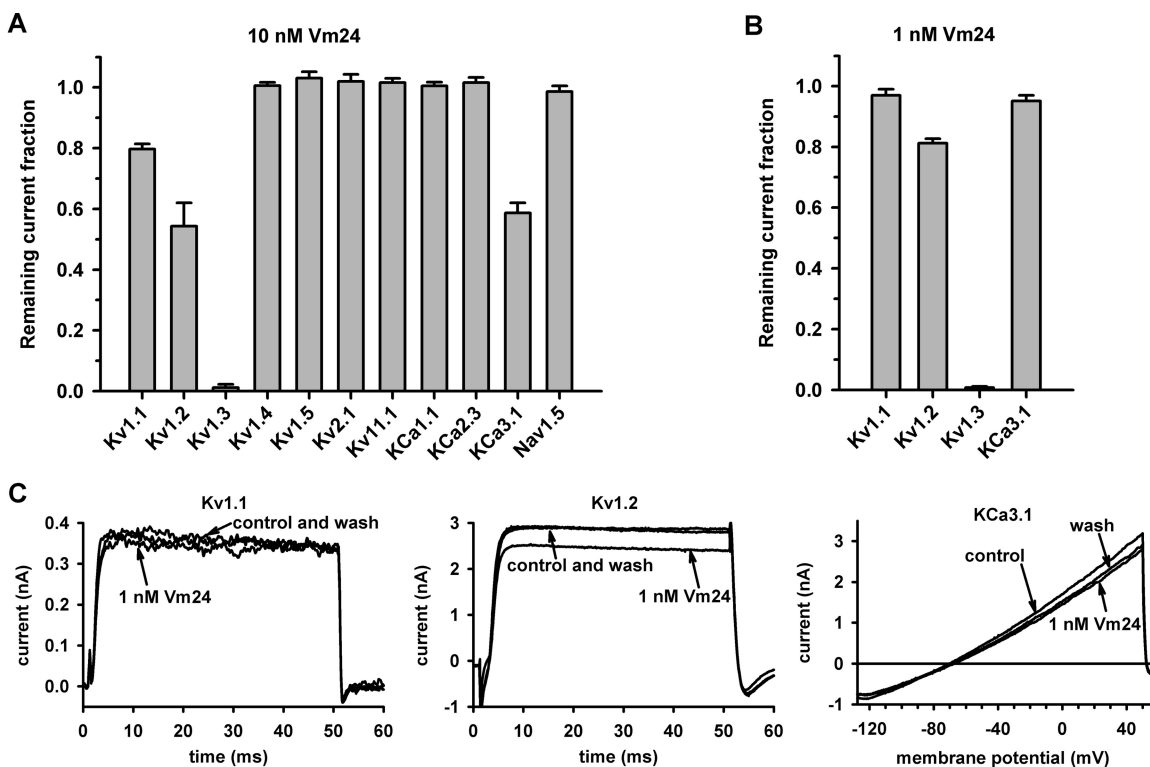 A
10 nM Vm24
Remaining current fraction
1.0
0.8
0.6
0.4
0.2
0.0
Kv1.1
Kv1.2
Kv1.3
Kv1.4
Kv1.5
Kv2.1
Kv11.1
KCa1.1
KCa2.3
KCa3.1
Nav1.5
B
1 nM Vm24
Remaining current fraction
1.0
0.8
0.6
0.4
0.2
0.0
Kv1.1
Kv1.2
Kv1.3
KCa3.1
C
Kv1.1
current (nA)
0.4
0.3
0.2
0.1
0.0
control and wash
1 nM Vm24
0 10 20 30 40 50 60
time (ms)
Kv1.2
current (nA)
3
2
1
0
-1
control and wash
1 nM Vm24
0 10 20 30 40 50 60
time (ms)
KCa3.1
current (nA)
3
2
1
0
-1
wash
control
1 nM Vm24
-120 -80 -40 0 40
membrane potential (mV)